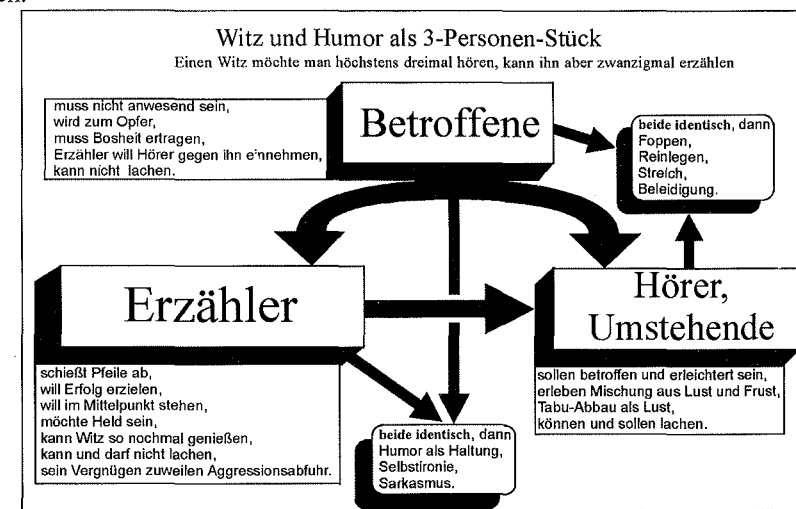 Witz und Humor als 3-Personen-Stück
Einen Witz möchte man höchstens dreimal hören, kann ihn aber zwanzigmal erzählen
muss nicht anwesend sein,
wird zum Opfer,
muss Bosheit ertragen,
Erzähler will Hörer gegen ihn einnehmen,
kann nicht lachen.
Betroffene
beide identisch, dann
Foppen,
Reinlegen,
Streich,
Beleidigung.
Erzähler
Hörer,
Umstehende
schießt Pfeile ab,
will Erfolg erzielen,
will im Mittelpunkt stehen,
möchte Held sein,
kann Witz so nochmal genießen,
kann und darf nicht lachen,
sein Vergnügen zuweilen Aggressionsabfuhr.
sollen betroffen und erleichtert sein,
erleben Mischung aus Lust und Frust,
Tabu-Abbau als Lust,
können und sollen lachen.
beide identisch, dann
Humor als Haltung,
Selbstironie,
Sarkasmus.